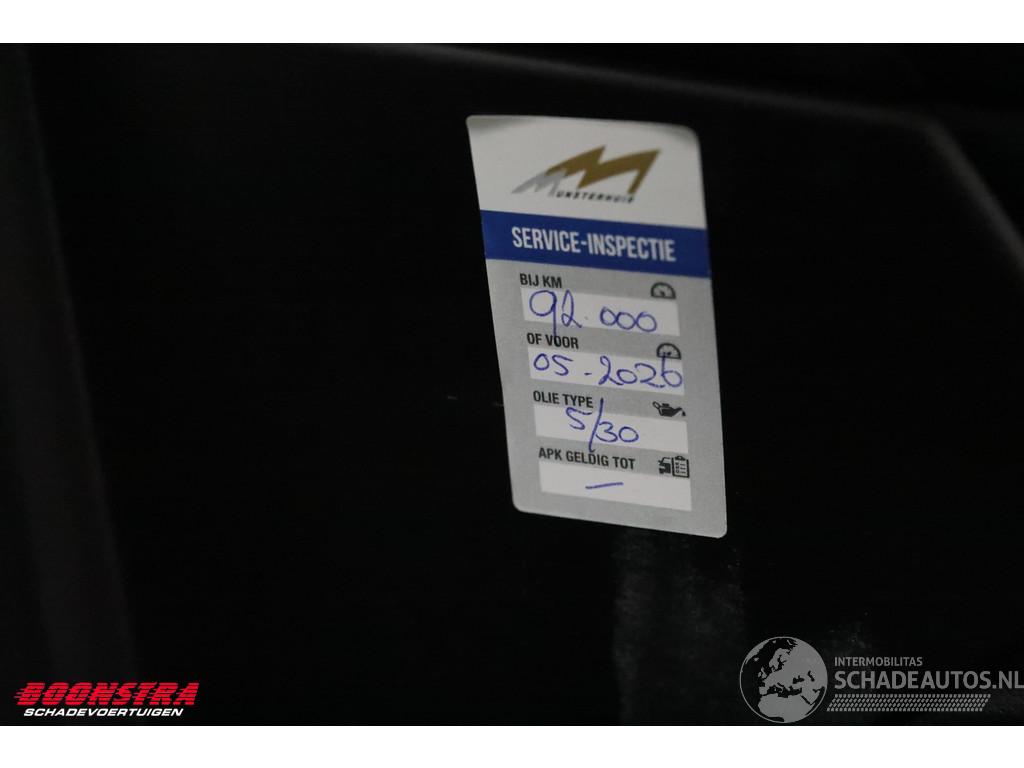 MUNSTERHUIS
SERVICE-INSPECTIE
BIJ KM
92.000
OF VOOR
05-2026
OLIE TYPE
5/30
APK GELDIG TOT
-
BOONSTRA
SCHADEVOERTUIGEN
INTERMOBILITAS
SCHADEAUTOS.NL